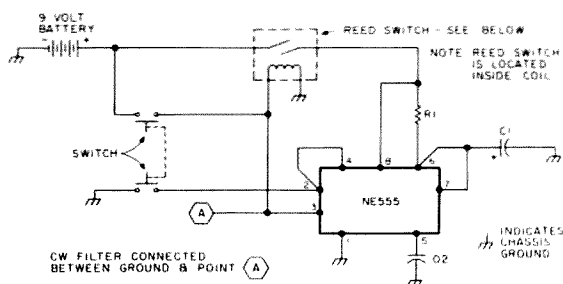 9 VOLT
BATTERY
- +
REED SWITCH - SEE BELOW
NOTE REED SWITCH
IS LOCATED
INSIDE COIL
R1
C1
+
SWITCH
4 8 6
2 7
NE555
3
A
1 5
02
INDICATES
CHASSIS
GROUND
CW FILTER CONNECTED
BETWEEN GROUND & POINT A